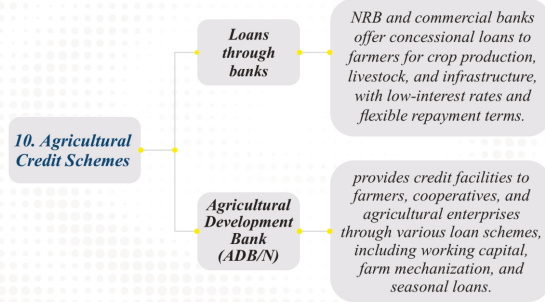 10. Agricultural
Credit Schemes
Loans
through
banks
NRB and commercial banks
offer concessional loans to
farmers for crop production,
livestock, and infrastructure,
with low-interest rates and
flexible repayment terms.
Agricultural
Development
Bank
(ADB/N)
provides credit facilities to
farmers, cooperatives, and
agricultural enterprises
through various loan schemes,
including working capital,
farm mechanization, and
seasonal loans.